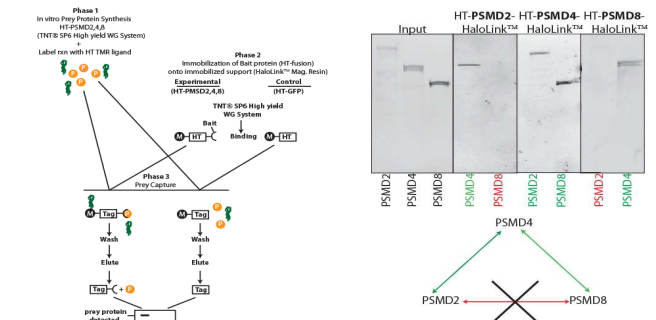 Phase 1
In vitro Prey Protein Synthesis
HT-PSMD2,4,8
(TNT® SP6 High yield WG System)
+
Label rxn with HT TMR ligand
P P P P
Phase 2
Immobilization of Bait protein (HT-fusion)
onto immobilized support (HaloLink™ Mag. Resin)
Experimental Control
(HT-PMSD2,4,8) (HT-GFP)
TNT® SP6 High yield
WG System
Bait
M HT Binding M HT
Phase 3
Prey Capture
M Tag P M Tag P P
Wash Wash
Elute Elute
Tag + P Tag
prey protein
detected
Input HT-PSMD2-HaloLink™ HT-PSMD4-HaloLink™ HT-PSMD8-HaloLink™
PSMD2 PSMD4 PSMD8 PSMD4 PSMD8 PSMD2 PSMD8 PSMD2 PSMD4
PSMD4
PSMD2 PSMD8